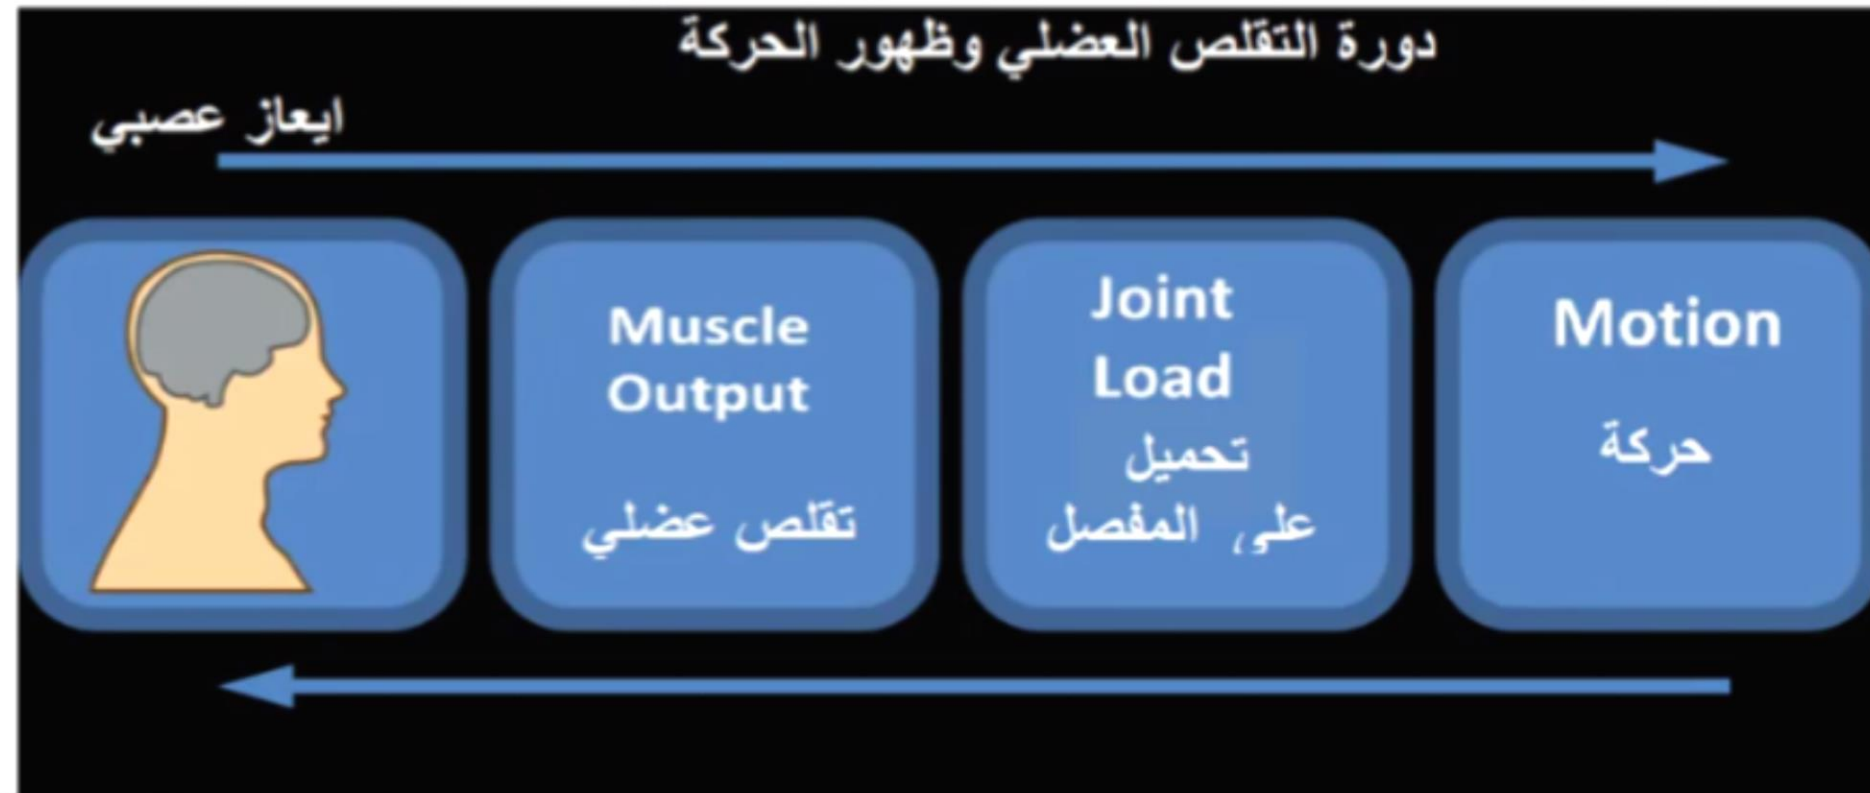 دورة التقلص العضلي وظهور الحركة
ايعاز عصبي
Muscle
Output
تقلص عضلي
Joint
Load
تحميل
على المفصل
Motion
حركة